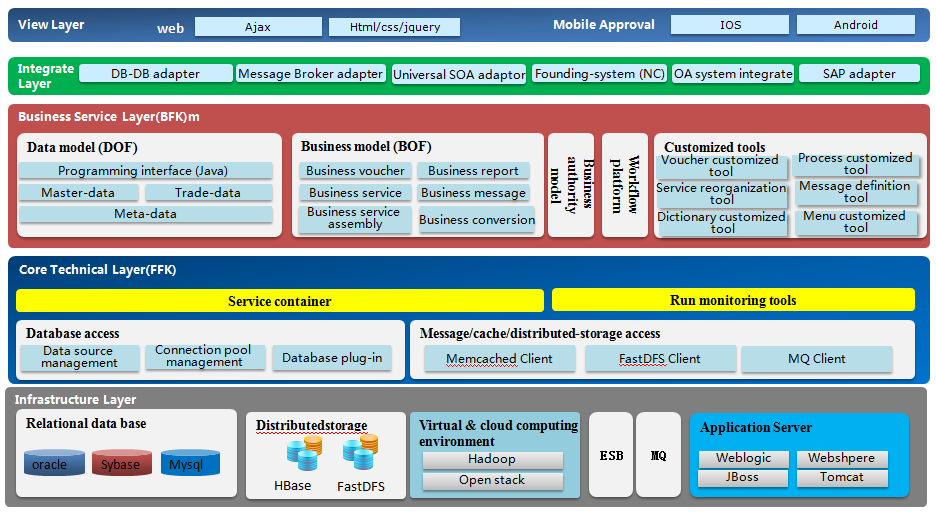 View Layer
web
Ajax
Html/css/jquery
Mobile Approval
IOS
Android
Integrate
Layer
DB-DB adapter
Message Broker adapter
Universal SOA adaptor
Founding-system (NC)
OA system integrate
SAP adapter
Business Service Layer(BFK)m
Data model (DOF)
Programming interface (Java)
Master-data
Trade-data
Meta-data
Business model (BOF)
Business voucher
Business report
Business service
Business message
Business service
assembly
Business conversion
Business
authority
model
Workflow
platform
Customized tools
Voucher customized
tool
Process customized
tool
Service reorganization
tool
Message definition
tool
Dictionary customized
tool
Menu customized
tool
Core Technical Layer(FFK)
Service container
Run monitoring tools
Database access
Data source
management
Connection pool
management
Database plug-in
Message/cache/distributed-storage access
Memcached Client
FastDFS Client
MQ Client
Infrastructure Layer
Relational data base
oracle
Sybase
Mysql
Distributedstorage
HBase
FastDFS
Virtual & cloud computing
environment
Hadoop
Open stack
ESB
MQ
Application Server
Weblogic
Webshpere
JBoss
Tomcat